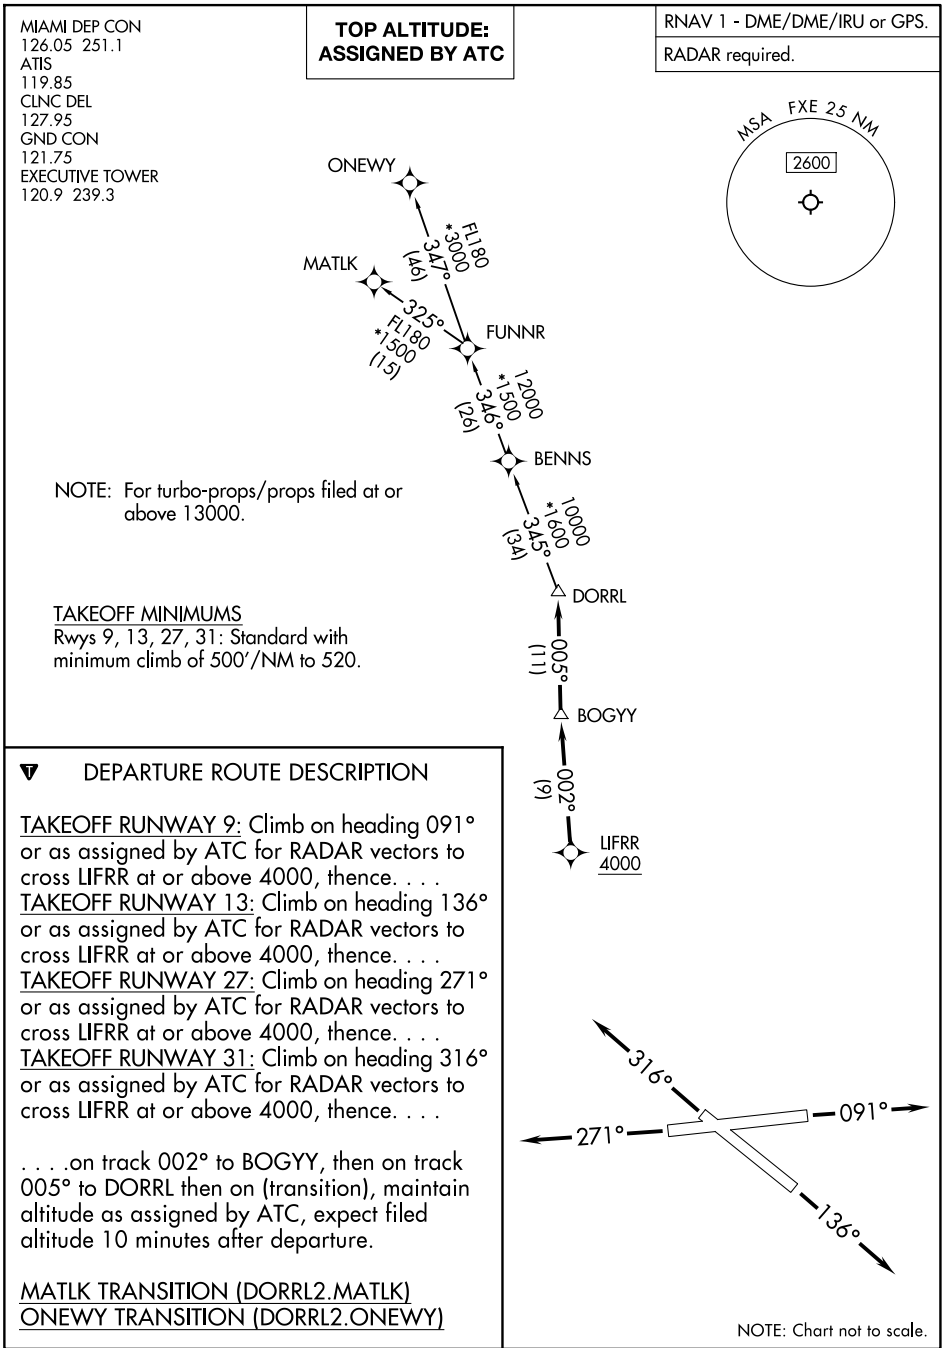 MIAMI DEP CON
126.05 251.1
ATIS
119.85
CLNC DEL
127.95
GND CON
121.75
EXECUTIVE TOWER
120.9 239.3
TOP ALTITUDE:
ASSIGNED BY ATC
RNAV 1 - DME/DME/IRU or GPS.
RADAR required.
MSA FXE 25 NM
2600
ONEWY
FL180
*3000
347°
(46)
MATLK
325°
FL180
*1500
(15)
FUNNR
12000
*1500
346°
(26)
BENNS
NOTE: For turbo-props/props filed at or
above 13000.
10000
*1600
345°
(34)
DORRL
TAKEOFF MINIMUMS
Rwys 9, 13, 27, 31: Standard with
minimum climb of 500'/NM to 520.
005°
(11)
BOGYY
002°
(9)
LIFRR
4000
T
DEPARTURE ROUTE DESCRIPTION
TAKEOFF RUNWAY 9: Climb on heading 091°
or as assigned by ATC for RADAR vectors to
cross LIFRR at or above 4000, thence. . . .
TAKEOFF RUNWAY 13: Climb on heading 136°
or as assigned by ATC for RADAR vectors to
cross LIFRR at or above 4000, thence. . . .
TAKEOFF RUNWAY 27: Climb on heading 271°
or as assigned by ATC for RADAR vectors to
cross LIFRR at or above 4000, thence. . . .
TAKEOFF RUNWAY 31: Climb on heading 316°
or as assigned by ATC for RADAR vectors to
cross LIFRR at or above 4000, thence. . . .
. . . .on track 002° to BOGYY, then on track
005° to DORRL then on (transition), maintain
altitude as assigned by ATC, expect filed
altitude 10 minutes after departure.
MATLK TRANSITION (DORRL2.MATLK)
ONEWY TRANSITION (DORRL2.ONEWY)
316°
091°
271°
136°
NOTE: Chart not to scale.